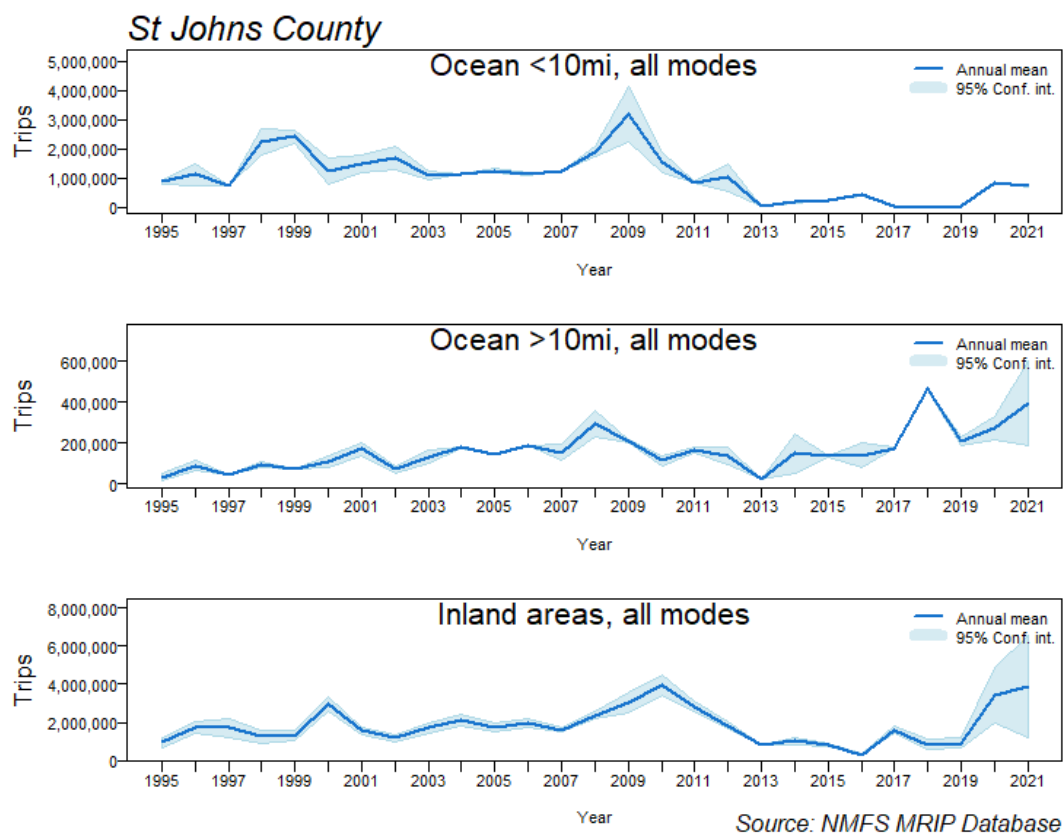 St Johns County
Ocean <10mi, all modes
Annual mean
95% Conf. int.
Trips
5,000,000
4,000,000
3,000,000
2,000,000
1,000,000
0
1995 1997 1999 2001 2003 2005 2007 2009 2011 2013 2015 2017 2019 2021
Year
Ocean >10mi, all modes
Annual mean
95% Conf. int.
Trips
600,000
400,000
200,000
0
1995 1997 1999 2001 2003 2005 2007 2009 2011 2013 2015 2017 2019 2021
Year
Inland areas, all modes
Annual mean
95% Conf. int.
Trips
8,000,000
6,000,000
4,000,000
2,000,000
0
1995 1997 1999 2001 2003 2005 2007 2009 2011 2013 2015 2017 2019 2021
Year
Source: NMFS MRIP Database